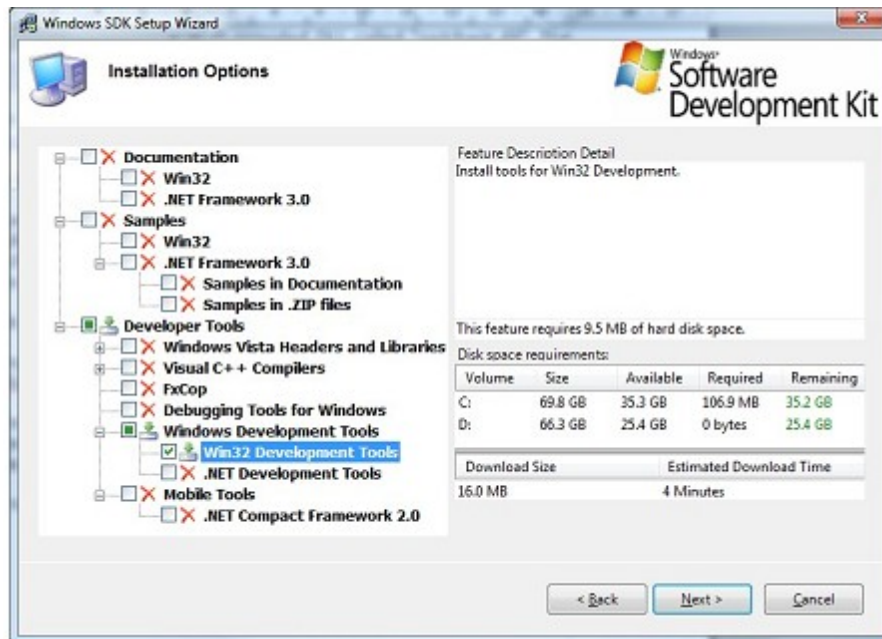 Windows SDK Setup Wizard
Installation Options
Windows
Software
Development Kit
Documentation
Win32
.NET Framework 3.0
Samples
Win32
.NET Framework 3.0
Samples in Documentation
Samples in .ZIP files
Developer Tools
Windows Vista Headers and Libraries
Visual C++ Compilers
FxCop
Debugging Tools for Windows
Windows Development Tools
Win32 Development Tools
.NET Development Tools
Mobile Tools
.NET Compact Framework 2.0
Feature Description Detail
Install tools for Win32 Development.
This feature requires 9.5 MB of hard disk space.
Disk space requirements:
Volume Size Available Required Remaining
C: 69.8 GB 35.3 GB 106.9 MB 35.2 GB
D: 66.3 GB 25.4 GB 0 bytes 25.4 GB
Download Size Estimated Download Time
16.0 MB 4 Minutes
< Back Next > Cancel